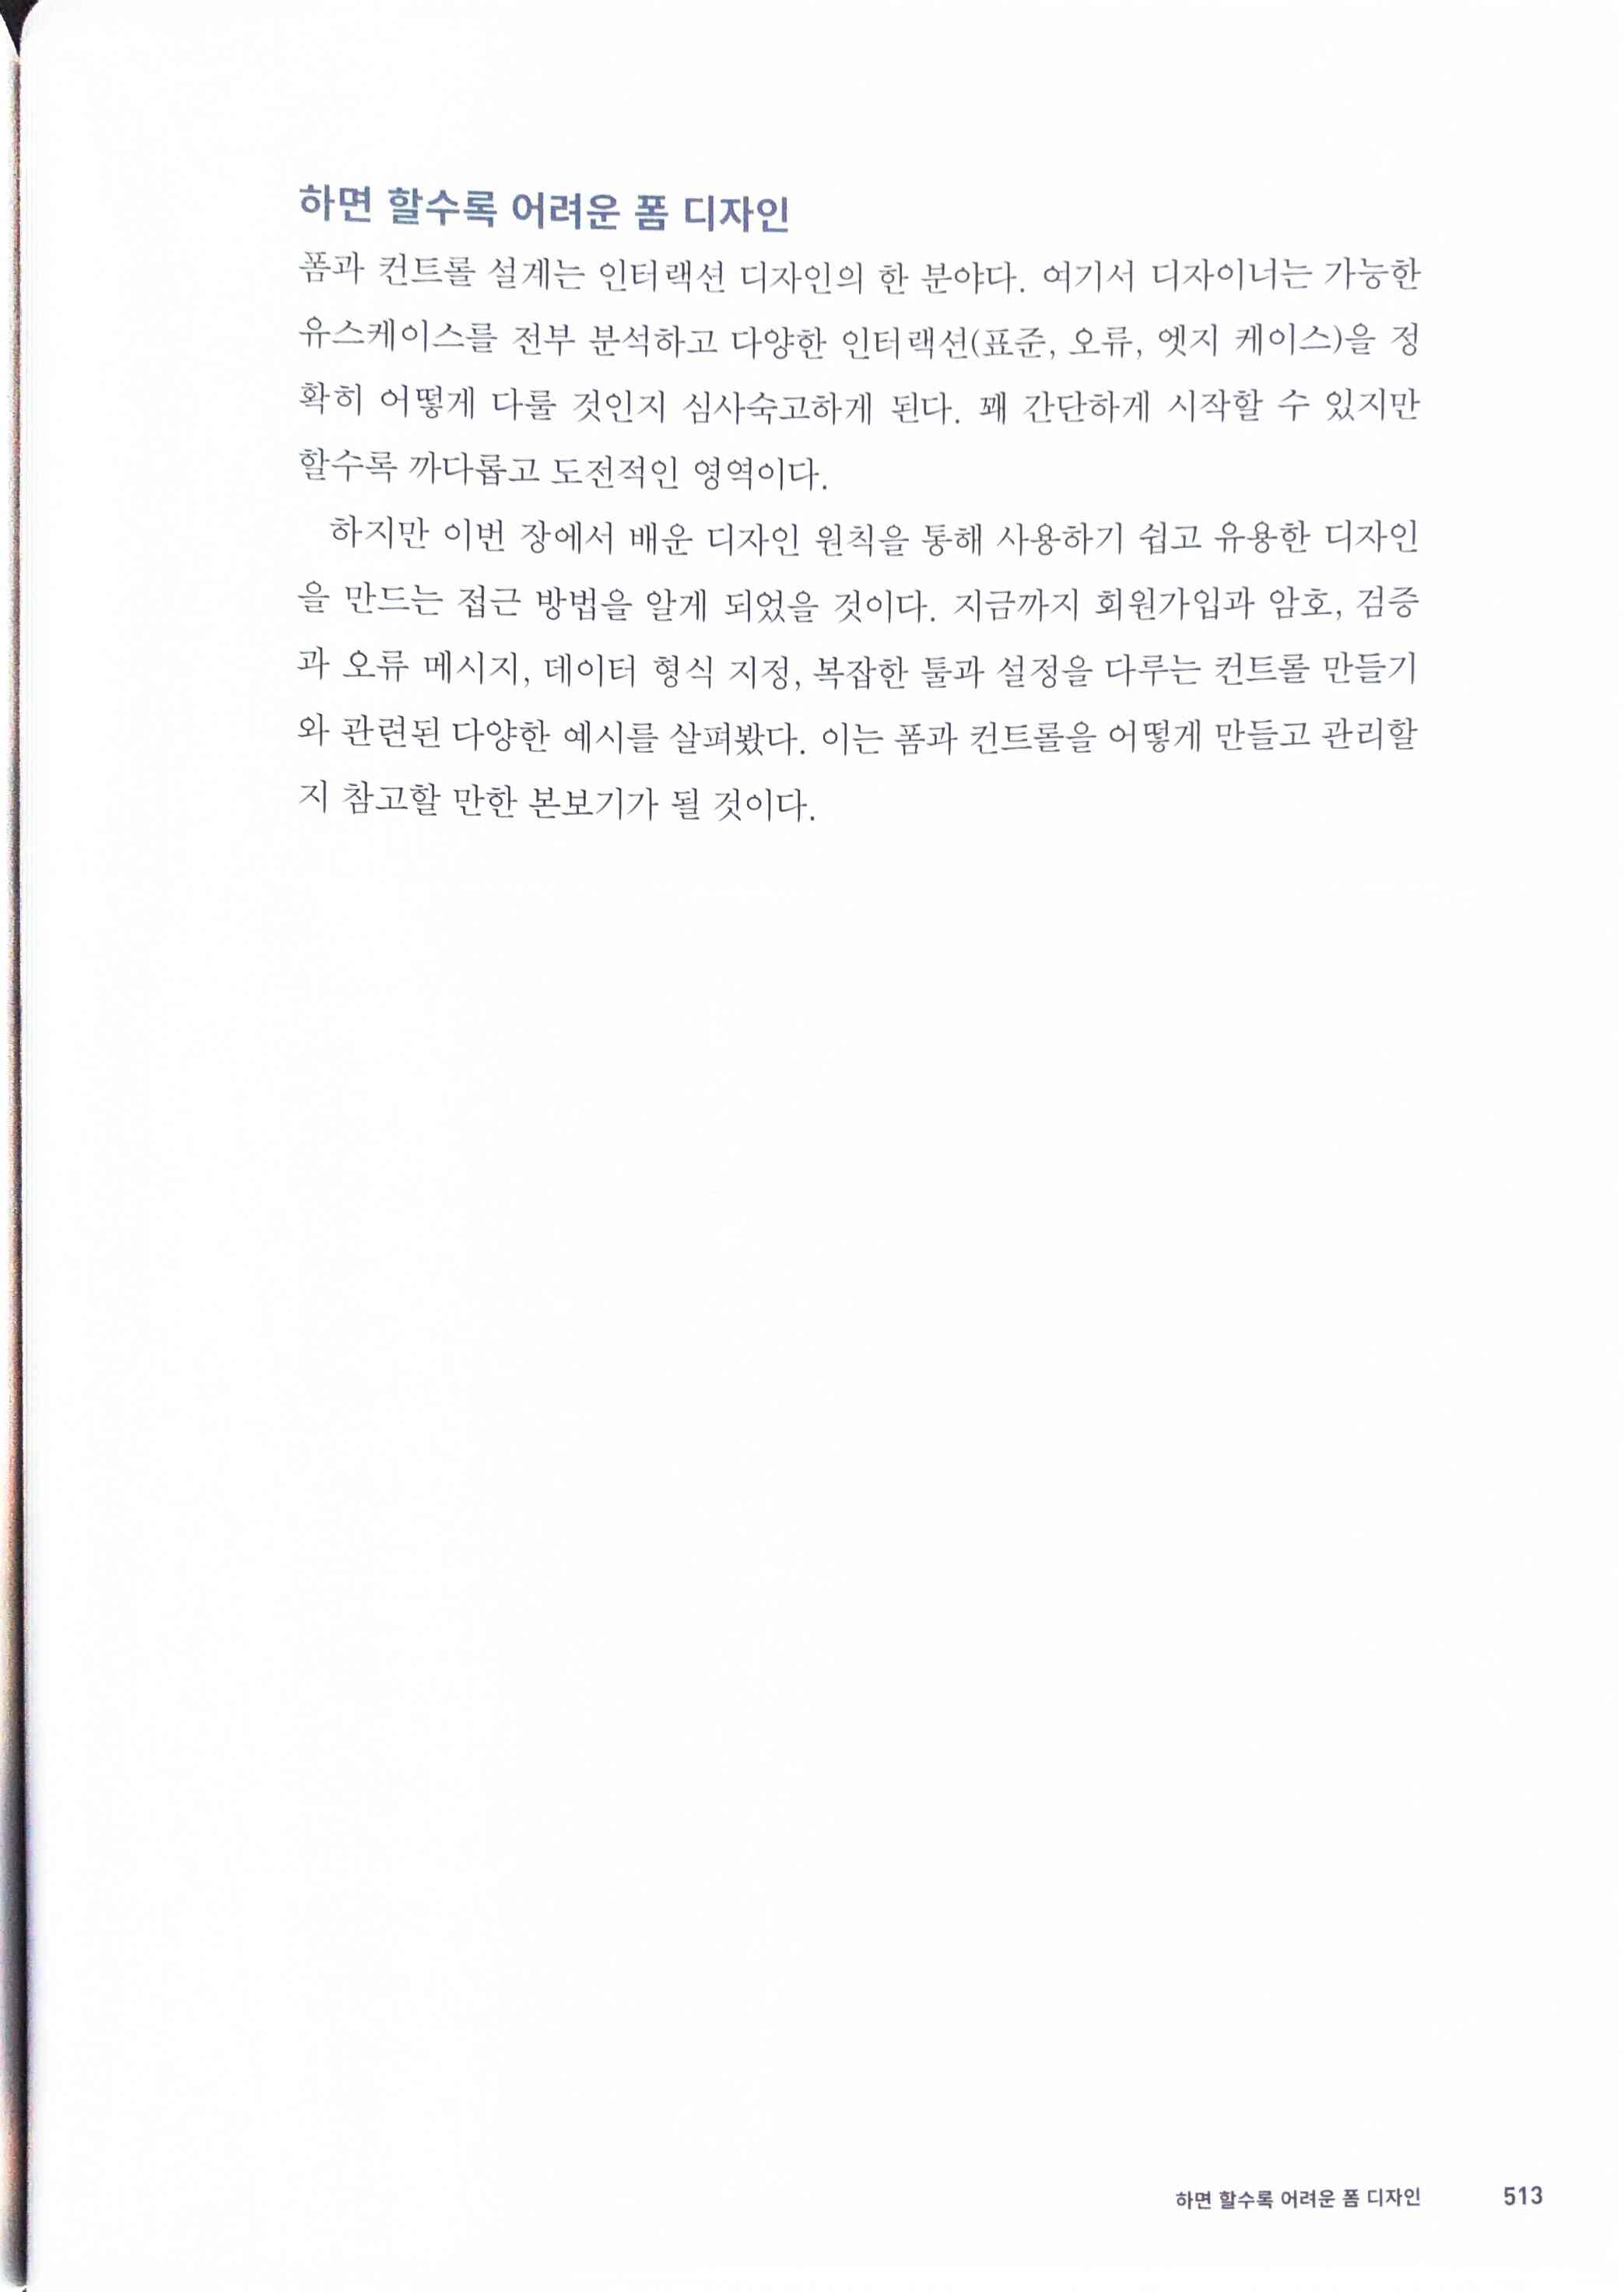 하면 할수록 어려운 폼 디자인
폼과 컨트롤 설계는 인터랙션 디자인의 한 분야다. 여기서 디자이너는 가능한
유스케이스를 전부 분석하고 다양한 인터랙션(표준, 오류, 엣지 케이스)을 정
확히 어떻게 다룰 것인지 심사숙고하게 된다. 꽤 간단하게 시작할 수 있지만
할수록 까다롭고 도전적인 영역이다.
하지만 이번 장에서 배운 디자인 원칙을 통해 사용하기 쉽고 유용한 디자인
을 만드는 접근 방법을 알게 되었을 것이다. 지금까지 회원가입과 암호, 검증
과 오류 메시지, 데이터 형식 지정, 복잡한 툴과 설정을 다루는 컨트롤 만들기
와 관련된 다양한 예시를 살펴봤다. 이는 폼과 컨트롤을 어떻게 만들고 관리할
지 참고할 만한 본보기가 될 것이다.
하면 할수록 어려운 폼 디자인 513